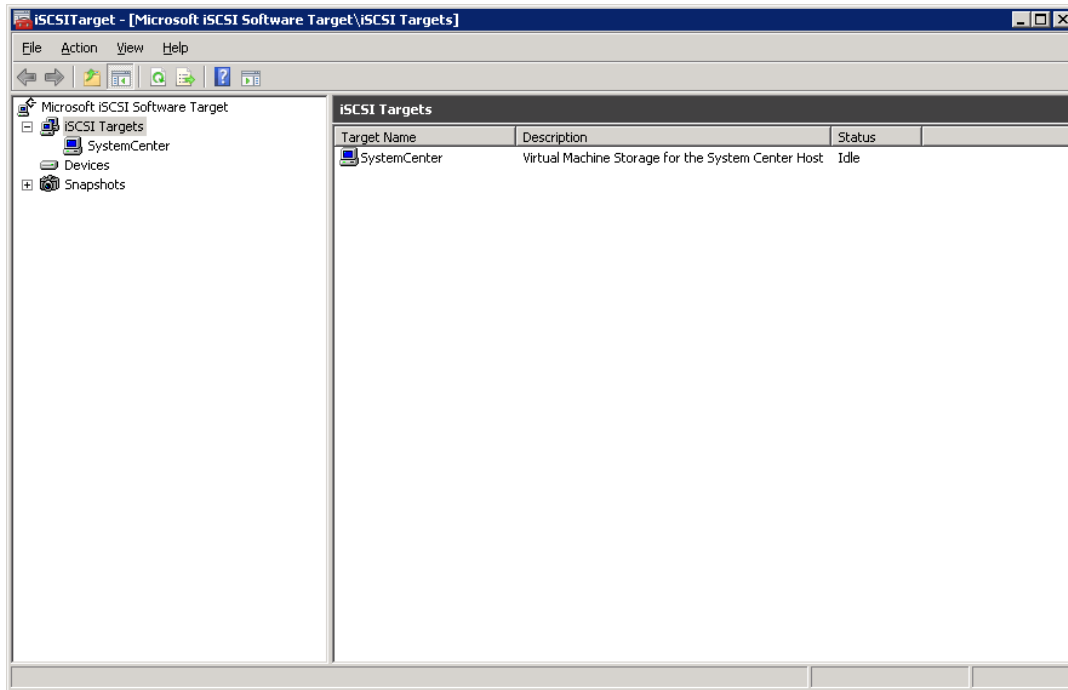 iSCSITarget - [Microsoft iSCSI Software Target\iSCSI Targets]
File Action View Help
Microsoft iSCSI Software Target
iSCSI Targets
SystemCenter
Devices
Snapshots
iSCSI Targets
Target Name Description Status
SystemCenter Virtual Machine Storage for the System Center Host Idle